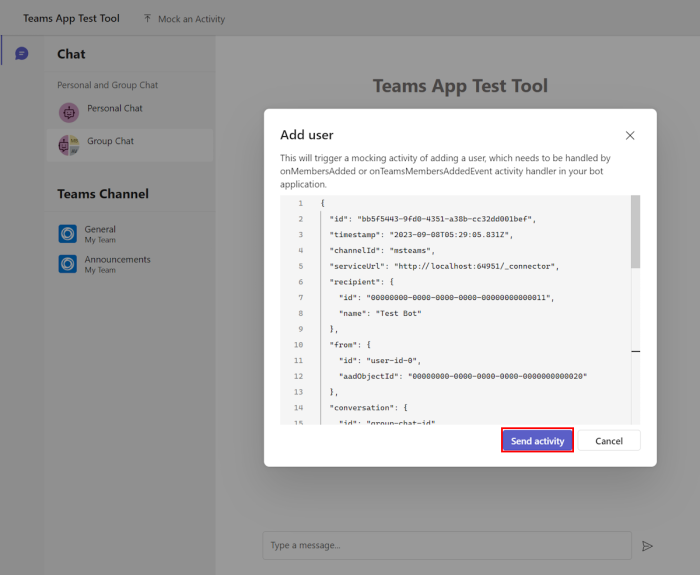 Teams App Test Tool
Mock an Activity
Chat
Personal and Group Chat
Personal Chat
Group Chat
Teams Channel
General
My Team
Announcements
My Team
Teams App Test Tool
Add user
This will trigger a mocking activity of adding a user, which needs to be handled by
onMembersAdded or onTeamsMembersAddedEvent activity handler in your bot
application.
1 {
2 "id": "bb5f5443-9fd0-4351-a38b-cc32dd001bef",
3 "timestamp": "2023-09-08T05:29:05.831Z",
4 "channelId": "msteams",
5 "serviceUrl": "http://localhost:64951/_connector",
6 "recipient": {
7 "id": "00000000-0000-0000-0000-00000000000011",
8 "name": "Test Bot"
9 },
10 "from": {
11 "id": "user-id-0",
12 "aadObjectId": "00000000-0000-0000-0000-0000000000020"
13 },
14 "conversation": {
15 "id": "group-chat-id"
Send activity
Cancel
Type a message...